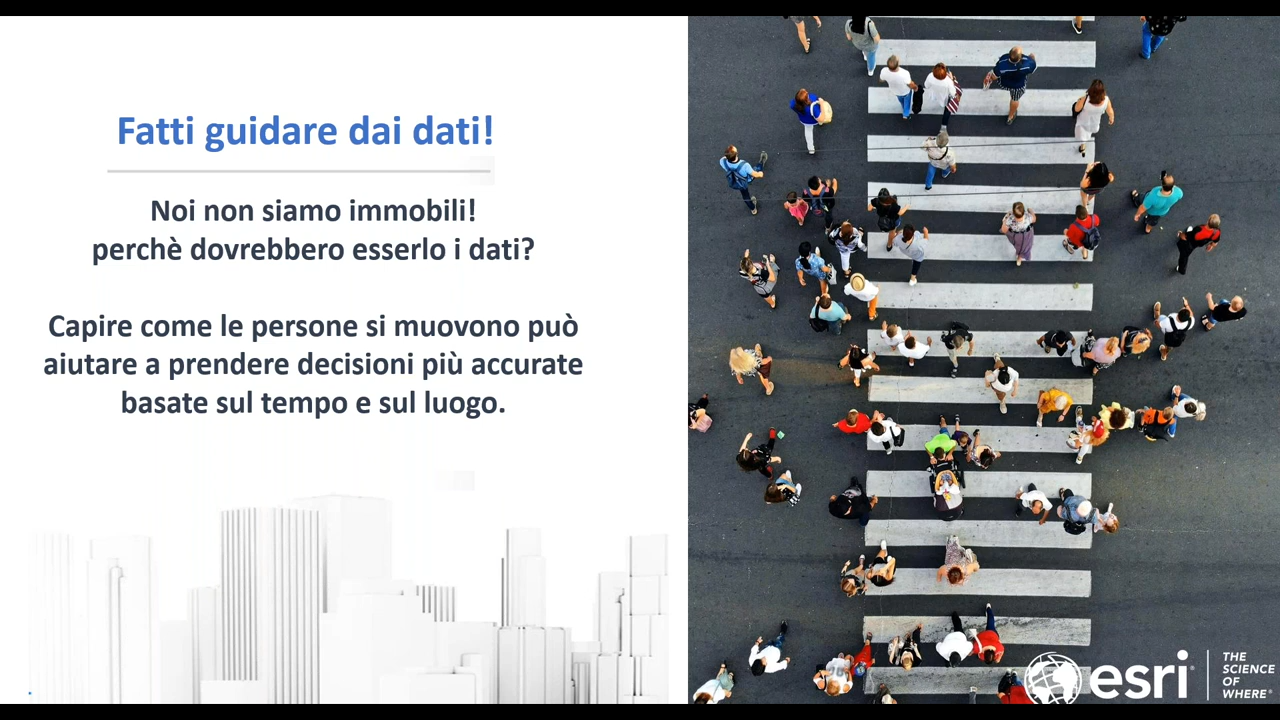 Fatti guidare dai dati!
Noi non siamo immobili!
perchè dovrebbero esserlo i dati?
Capire come le persone si muovono può
aiutare a prendere decisioni più accurate
basate sul tempo e sul luogo.
esri®
THE
SCIENCE
OF
WHERE®